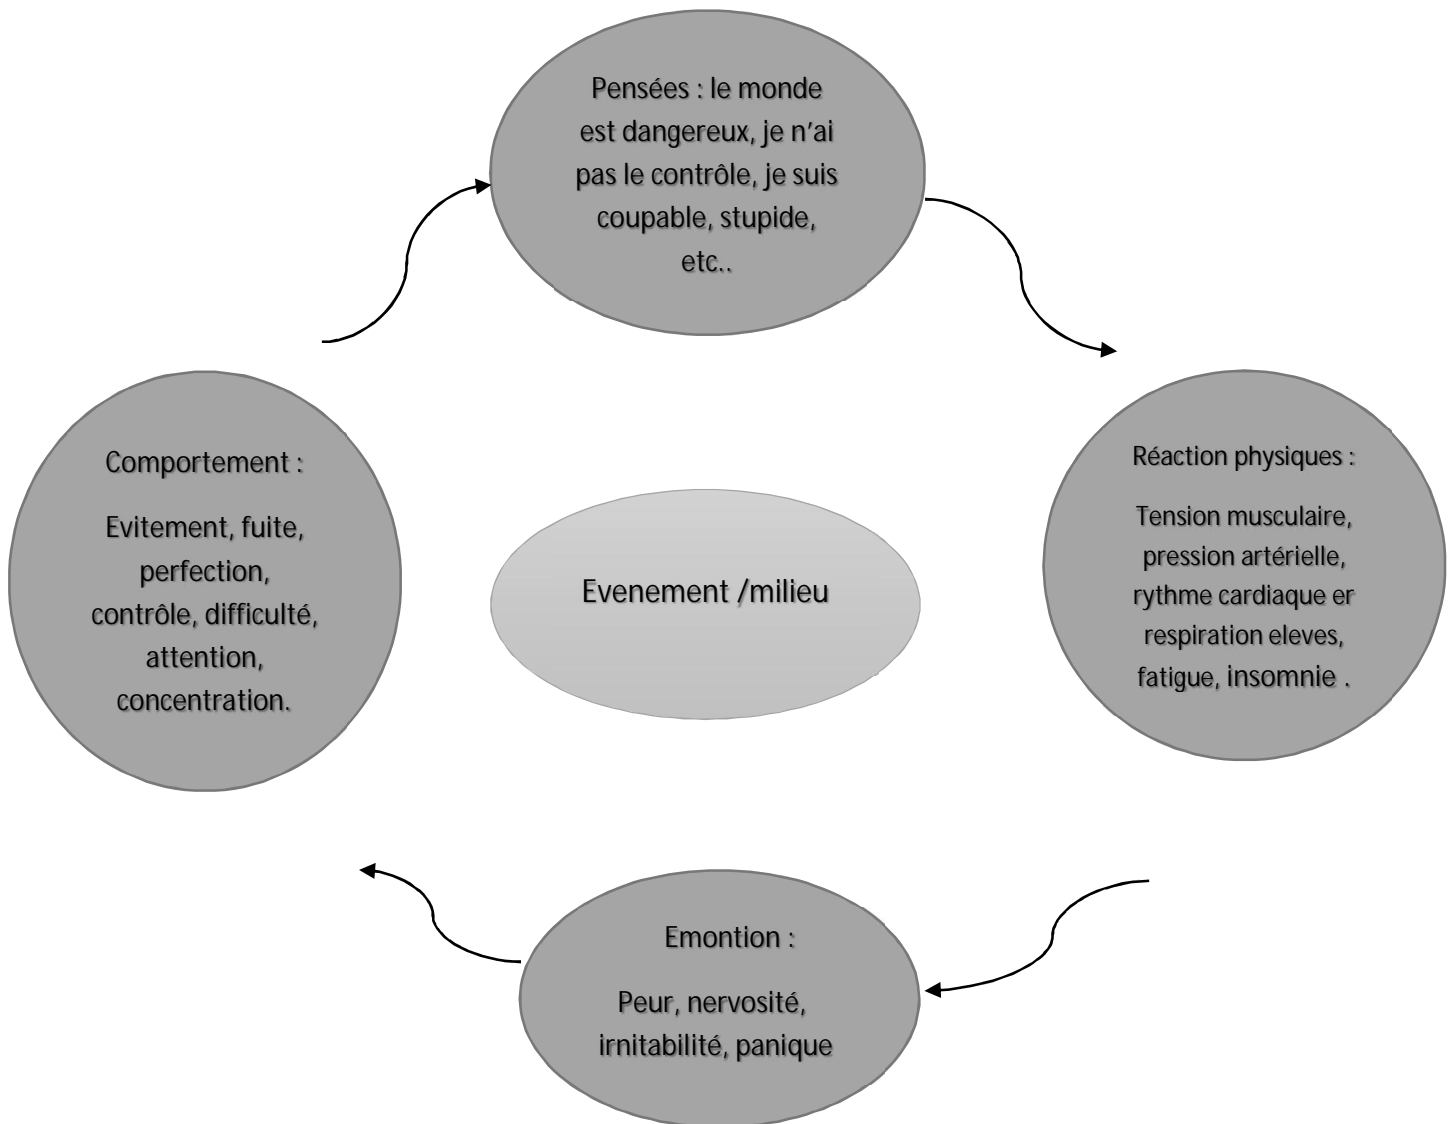 Pensées : le monde
est dangereux, je n’ai
pas le contrôle, je suis
coupable, stupide,
etc..
Comportement :
Evitement, fuite,
perfection,
contrôle, difficulté,
attention,
concentration.
Evenement /milieu
Réaction physiques :
Tension musculaire,
pression artérielle,
rythme cardiaque er
respiration eleves,
fatigue, insomnie .
Emontion :
Peur, nervosité,
irnitabilité, panique